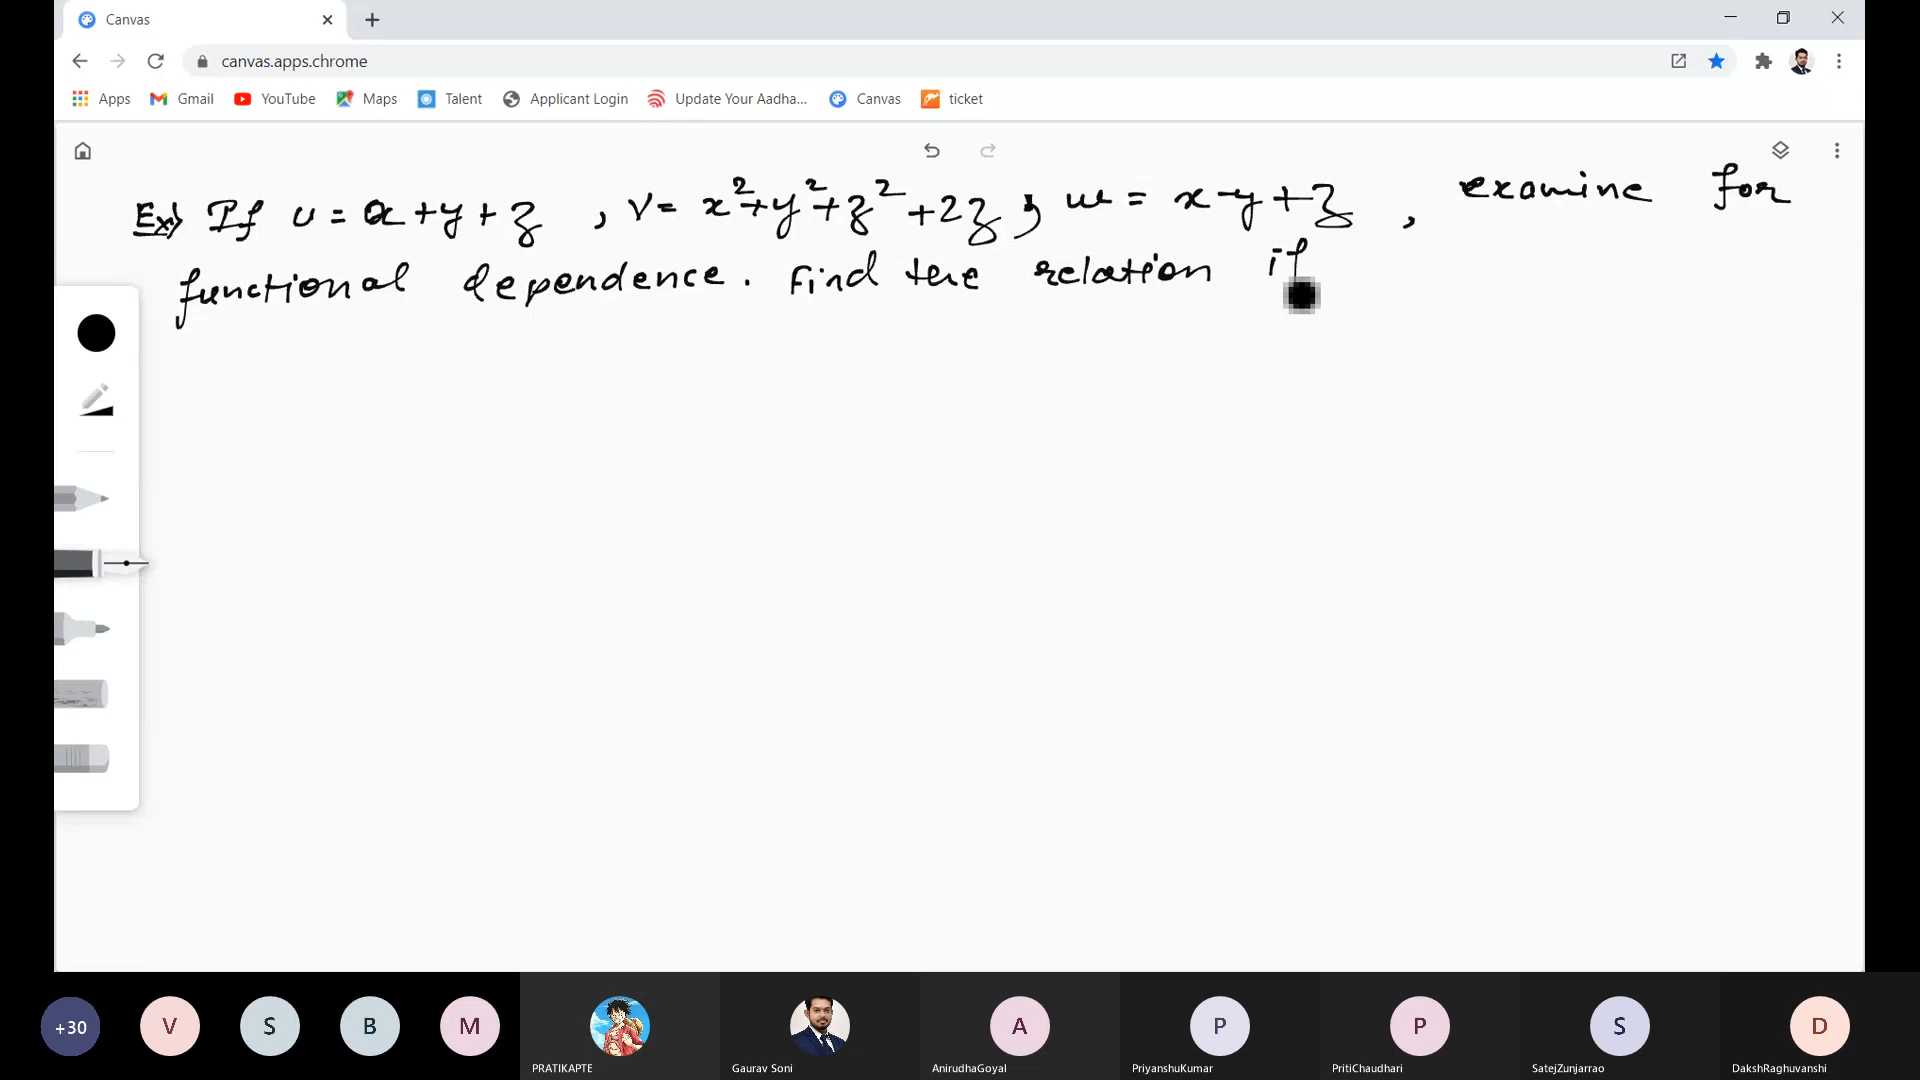 Canvas
canvas.apps.chrome
Apps Gmail YouTube Maps Talent Applicant Login Update Your Aadha... Canvas ticket
Ex) If u = x+y+z , v = x²+y²+z²+2z , w = x-y+z , examine for
functional dependence. Find the relation if
+30 V S B M A P P S D
PRATIKAPTE Gaurav Soni AnirudhaGoyal PriyanshuKumar PritiChaudhari SatejZunjarrao DakshRaghuvanshi